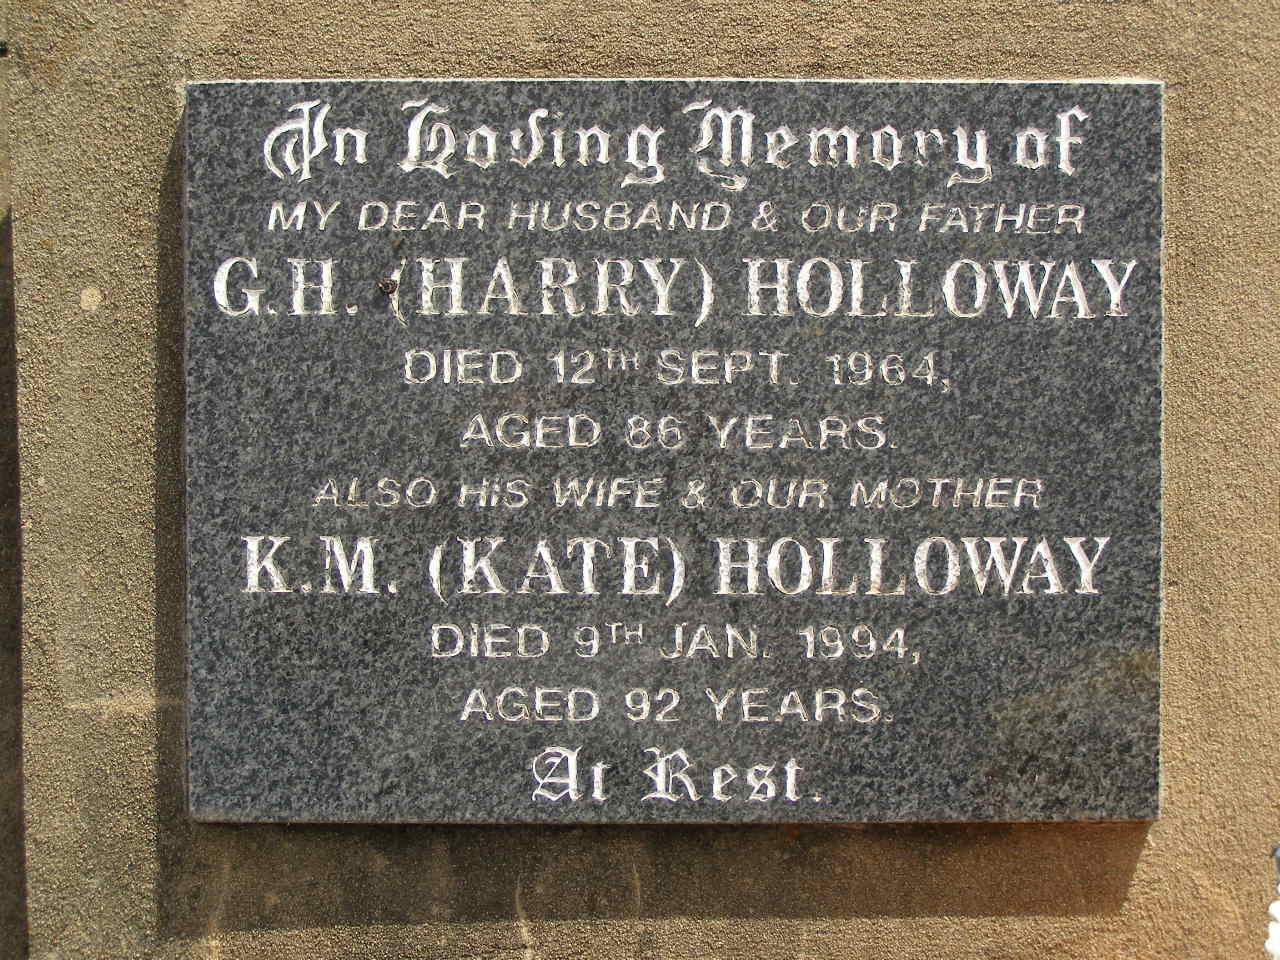 In Loving Memory of
MY DEAR HUSBAND & OUR FATHER
G.H. (HARRY) HOLLOWAY
DIED 12TH SEPT. 1964,
AGED 86 YEARS.
ALSO HIS WIFE & OUR MOTHER
K.M. (KATE) HOLLOWAY
DIED 9TH JAN. 1994,
AGED 92 YEARS.
At Rest.